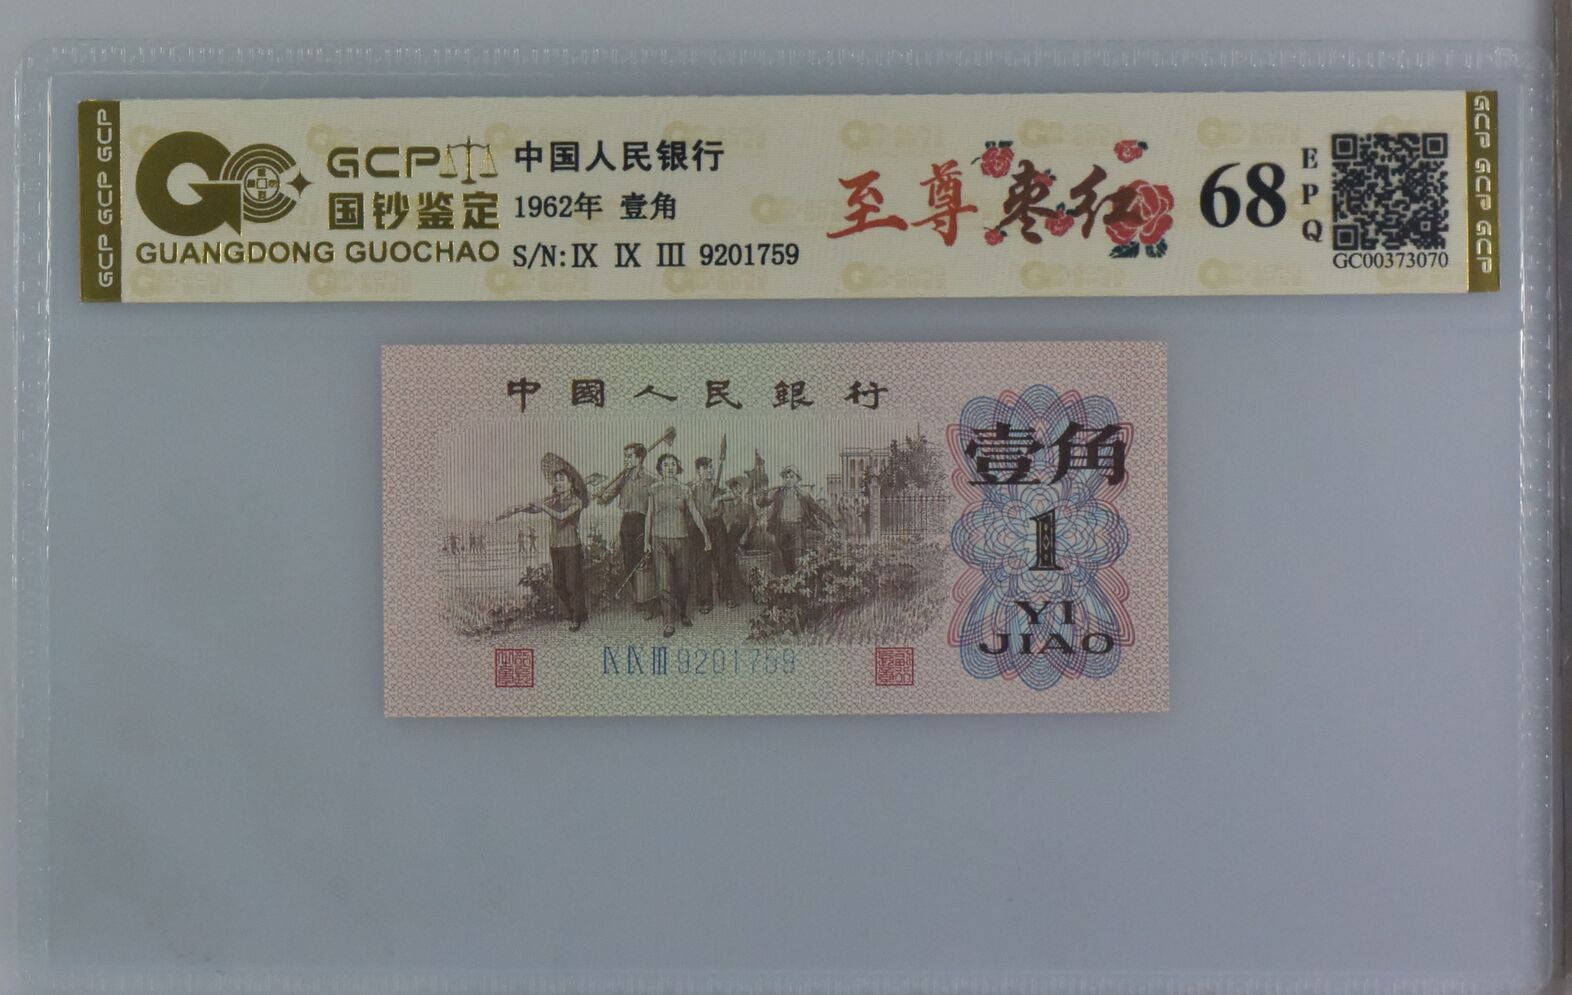 GCP GCP GCP
GCP
国钞鉴定
GUANGDONG GUOCHAO
中国人民银行
1962年 壹角
S/N: IX IX III 9201759
至尊枣红
68
EPQ
GC00373070
GCP GCP GCP
中國人民銀行
壹角
1
YI
JIAO
IX IX III 9201759